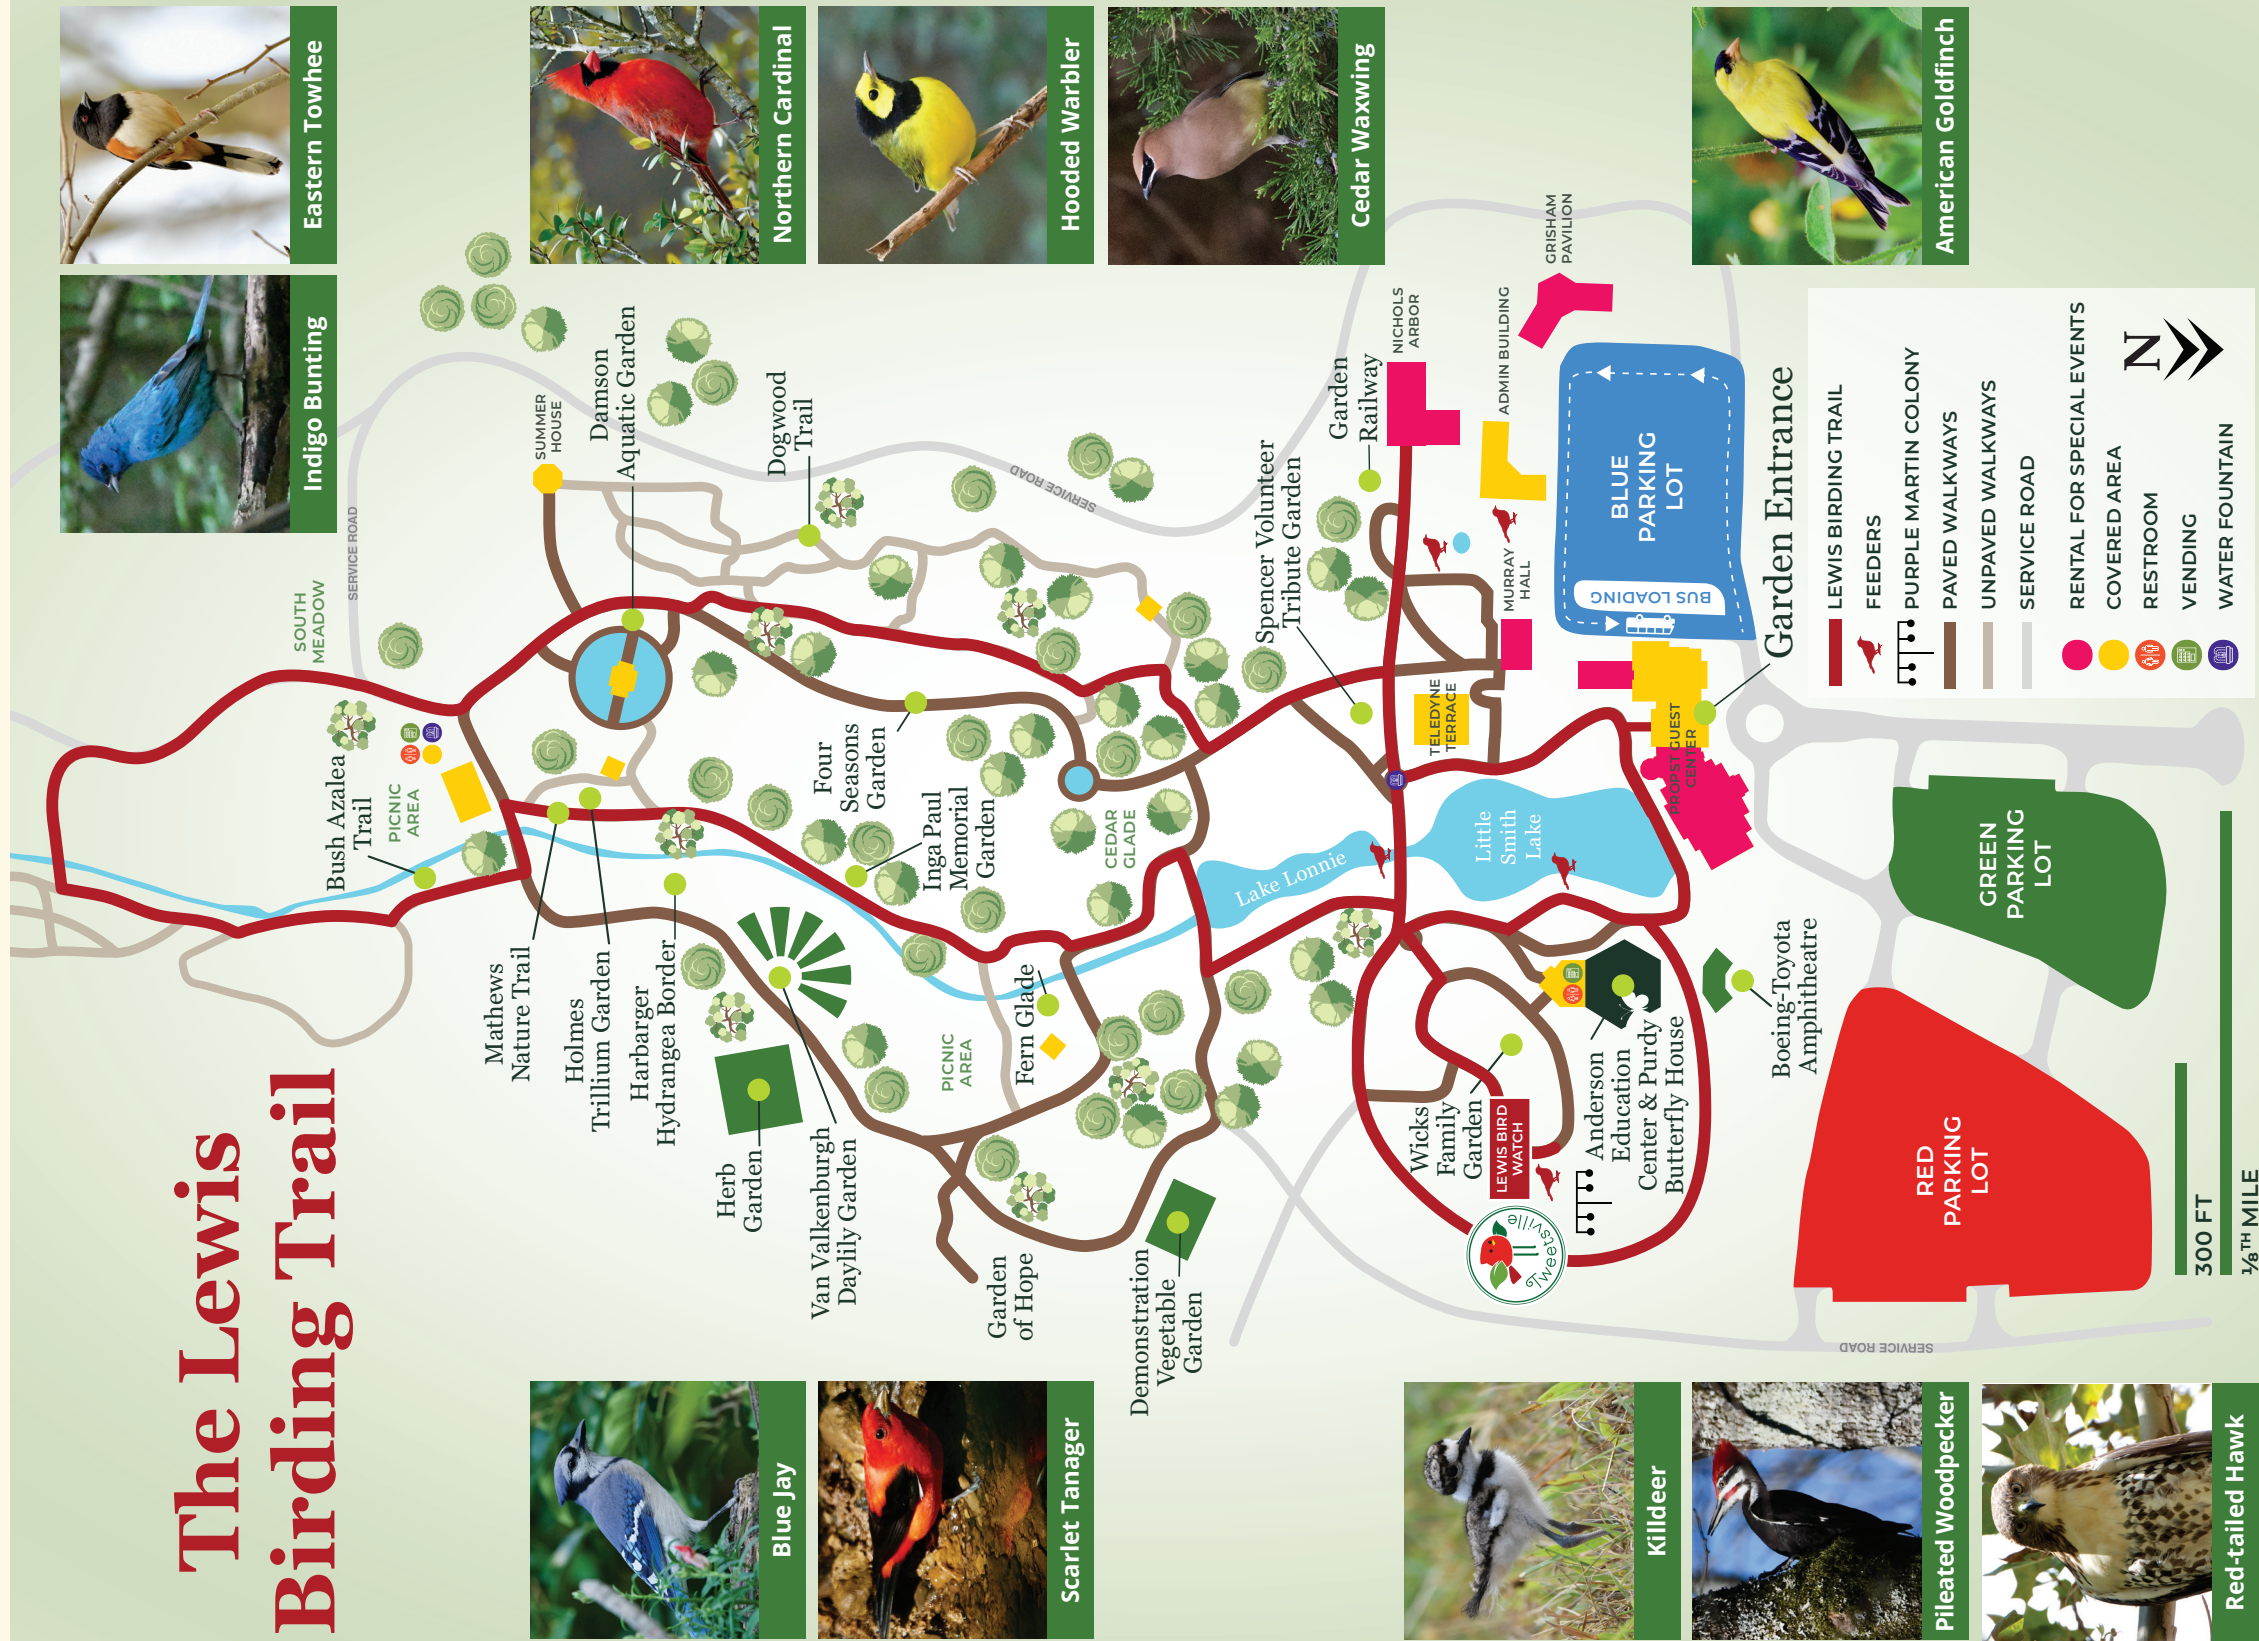 The Lewis
Birding Trail
Indigo Bunting
Eastern Towhee
Blue Jay
Northern Cardinal
Scarlet Tanager
Hooded Warbler
Cedar Waxwing
Killdeer
Pileated Woodpecker
American Goldfinch
Red-tailed Hawk
SOUTH
MEADOW
SERVICE ROAD
Bush Azalea
Trail
PICNIC
AREA
SUMMER
HOUSE
Damson
Aquatic Garden
Dogwood
Trail
SERVICE ROAD
Mathews
Nature Trail
Holmes
Trillium Garden
Harbarger
Hydrangea Border
Herb
Garden
Van Valkenburgh
Daylily Garden
Four
Seasons
Garden
Inga Paul
Memorial
Garden
PICNIC
AREA
Fern Glade
Garden
of Hope
CEDAR
GLADE
Demonstration
Vegetable
Garden
Lake Lonnie
Spencer Volunteer
Tribute Garden
Garden
Railway
NICHOLS
ARBOR
ADMIN BUILDING
GRISHAM
PAVILION
MURRAY
HALL
TELEDYNE
TERRACE
Little
Smith
Lake
Wicks
Family
Garden
LEWIS BIRD
WATCH
Tweetsville
Anderson
Education
Center & Purdy
Butterfly House
PROPST GUEST
CENTER
BLUE
PARKING
LOT
BUS LOADING
Garden Entrance
Boeing-Toyota
Amphitheatre
RED
PARKING
LOT
GREEN
PARKING
LOT
SERVICE ROAD
LEWIS BIRDING TRAIL
FEEDERS
PURPLE MARTIN COLONY
PAVED WALKWAYS
UNPAVED WALKWAYS
SERVICE ROAD
RENTAL FOR SPECIAL EVENTS
COVERED AREA
RESTROOM
VENDING
WATER FOUNTAIN
N
300 FT
⅛TH MILE